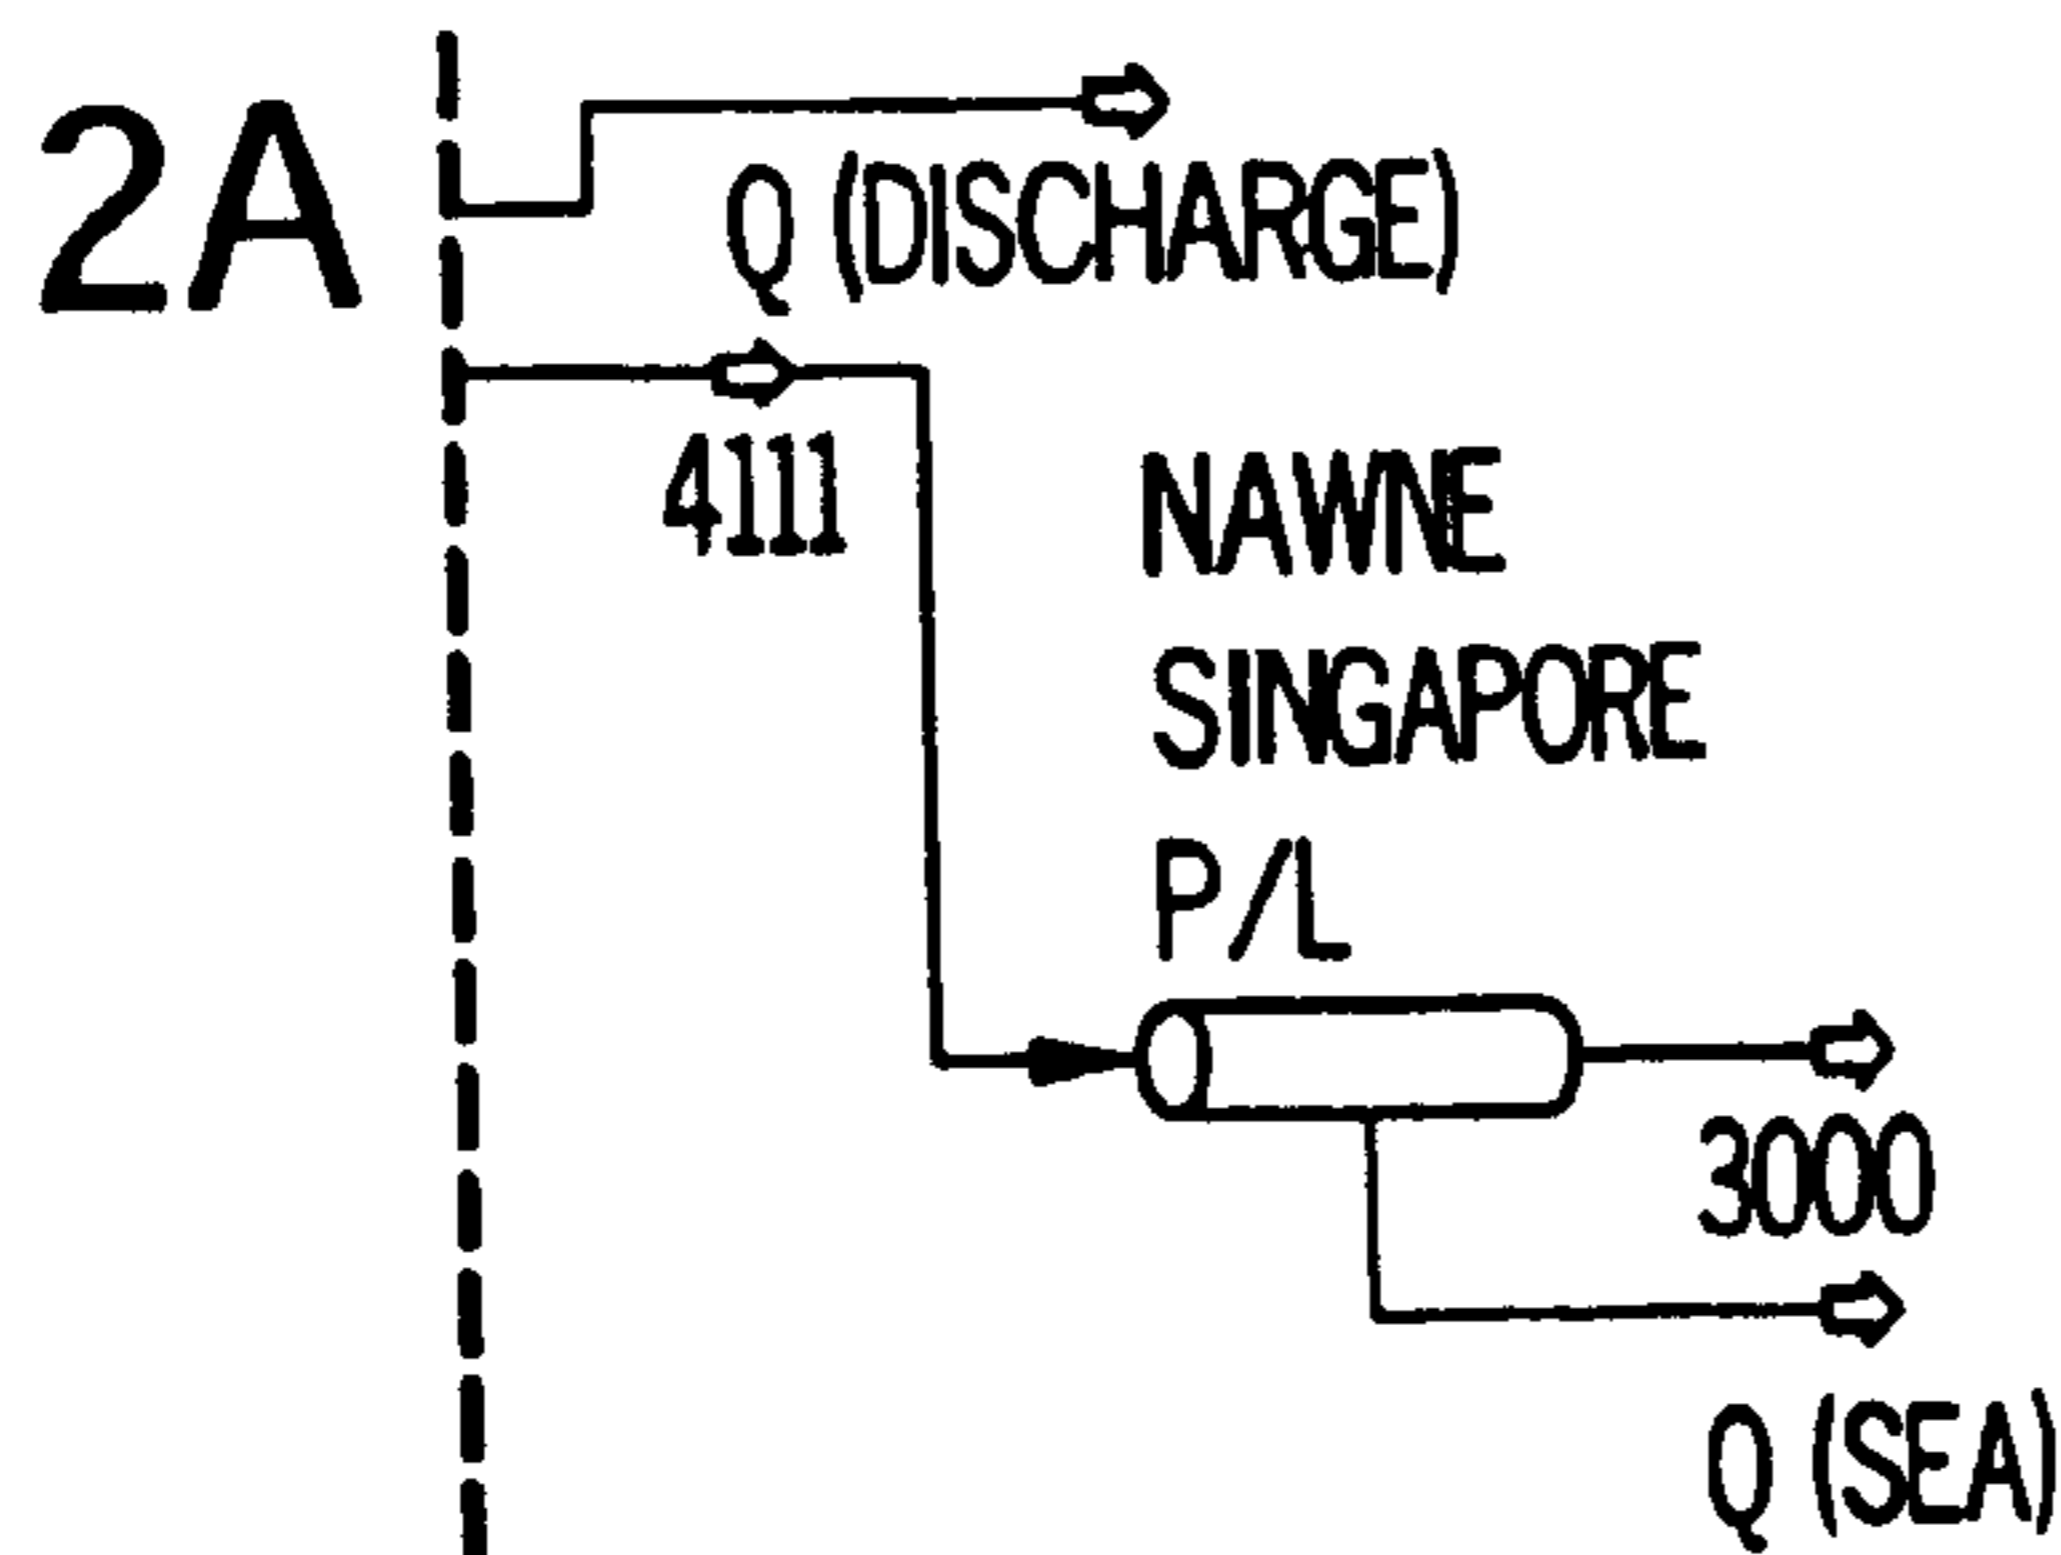 2A
Q (DISCHARGE)
4111
NAWNE
SINGAPORE
P/L
3000
Q (SEA)